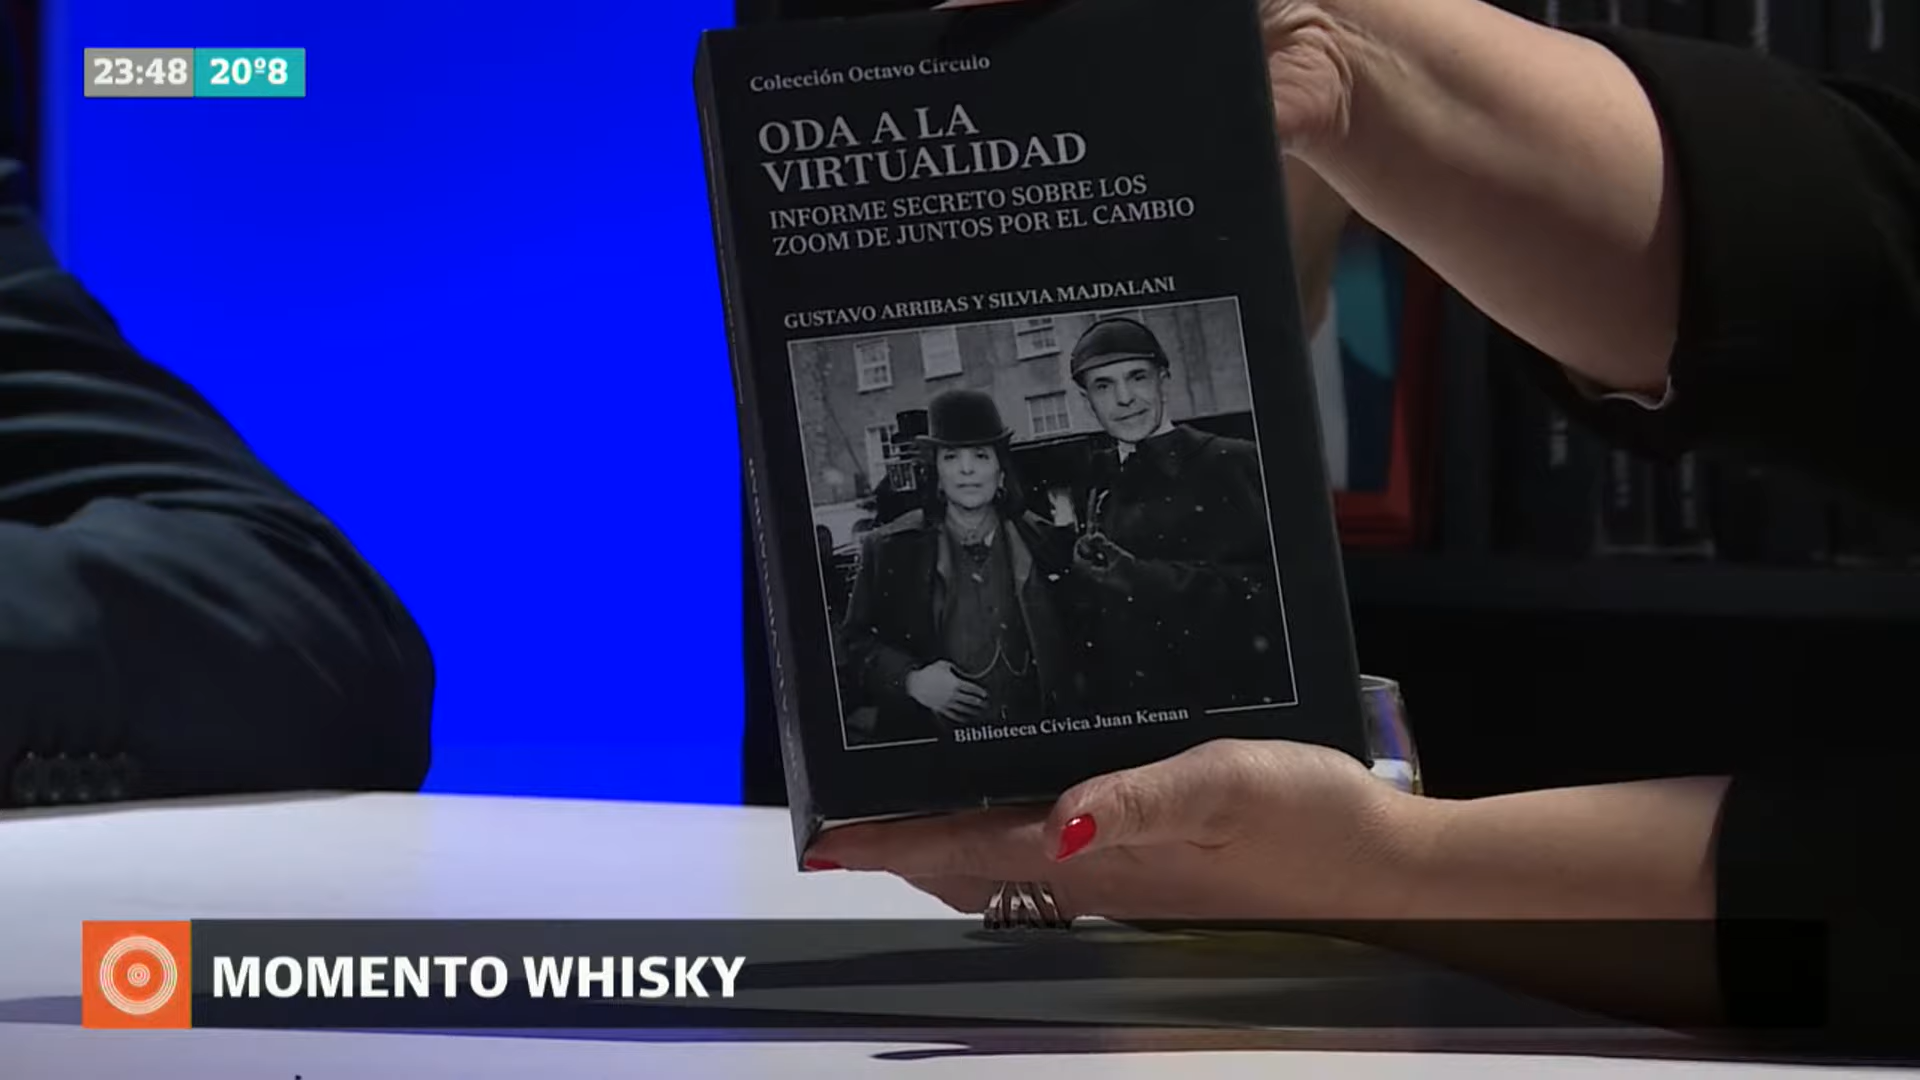 23:48 20º8
Colección Octavo Círculo
ODA A LA
VIRTUALIDAD
INFORME SECRETO SOBRE LOS
ZOOM DE JUNTOS POR EL CAMBIO
GUSTAVO ARRIBAS Y SILVIA MAJDALANI
Biblioteca Cívica Juan Kenan
MOMENTO WHISKY